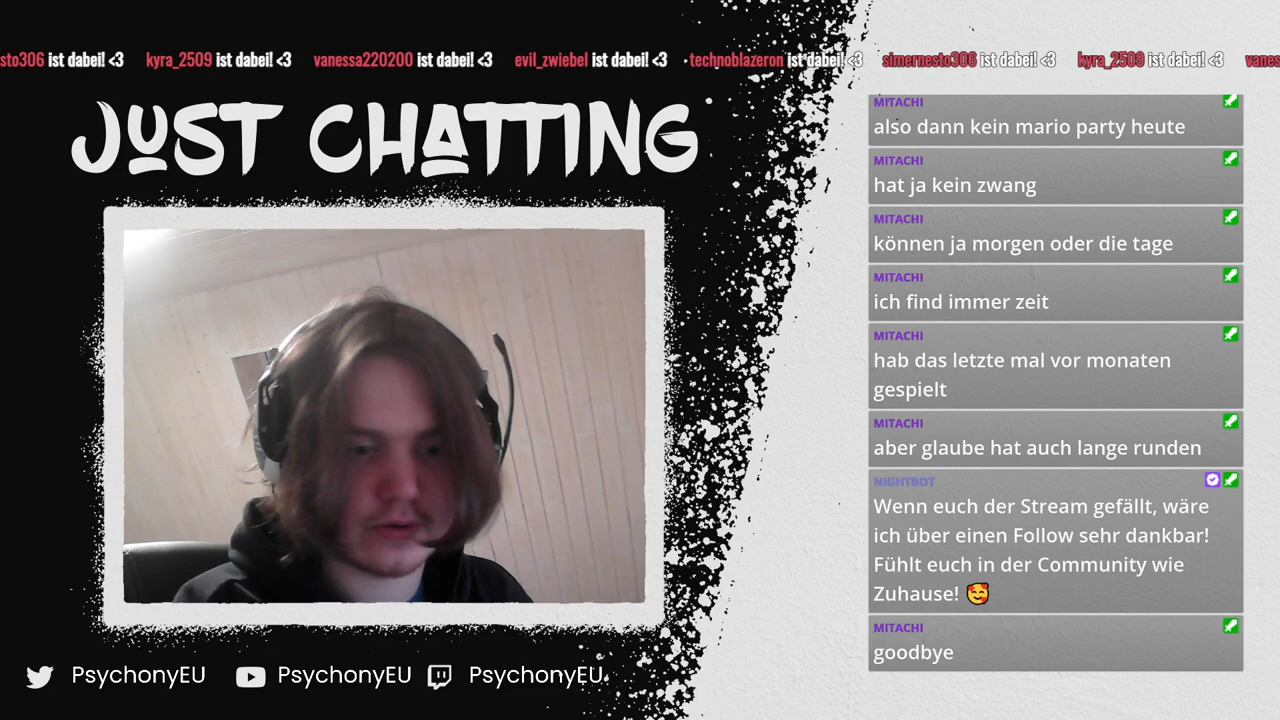 sto306 ist dabei! <3 kyra_2509 ist dabei! <3 vanessa220200 ist dabei! <3 evil_zwiebel ist dabei! <3 technoblazeron ist dabei! <3 simernesto306 ist dabei! <3 kyra_2509 ist dabei! <3 vanes
JUST CHATTING
MITACHI
also dann kein mario party heute
MITACHI
hat ja kein zwang
MITACHI
können ja morgen oder die tage
MITACHI
ich find immer zeit
MITACHI
hab das letzte mal vor monaten
gespielt
MITACHI
aber glaube hat auch lange runden
NIGHTBOT
Wenn euch der Stream gefällt, wäre
ich über einen Follow sehr dankbar!
Fühlt euch in der Community wie
Zuhause! 🥰
MITACHI
goodbye
PsychonyEU PsychonyEU PsychonyEU